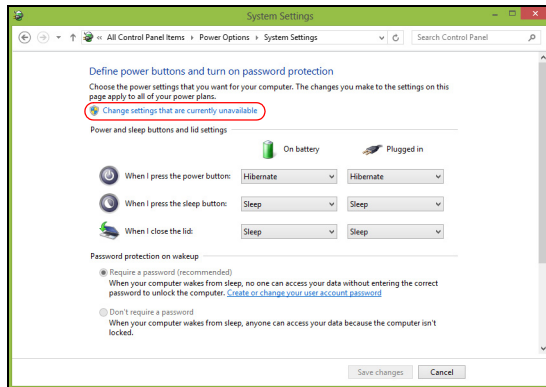 System Settings
« All Control Panel Items ▸ Power Options ▸ System Settings
Search Control Panel
Define power buttons and turn on password protection
Choose the power settings that you want for your computer. The changes you make to the settings on this
page apply to all of your power plans.
Change settings that are currently unavailable
Power and sleep buttons and lid settings
On battery Plugged in
When I press the power button: Hibernate Hibernate
When I press the sleep button: Sleep Sleep
When I close the lid: Sleep Sleep
Password protection on wakeup
Require a password (recommended)
When your computer wakes from sleep, no one can access your data without entering the correct
password to unlock the computer. Create or change your user account password
Don't require a password
When your computer wakes from sleep, anyone can access your data because the computer isn't
locked.
Save changes Cancel